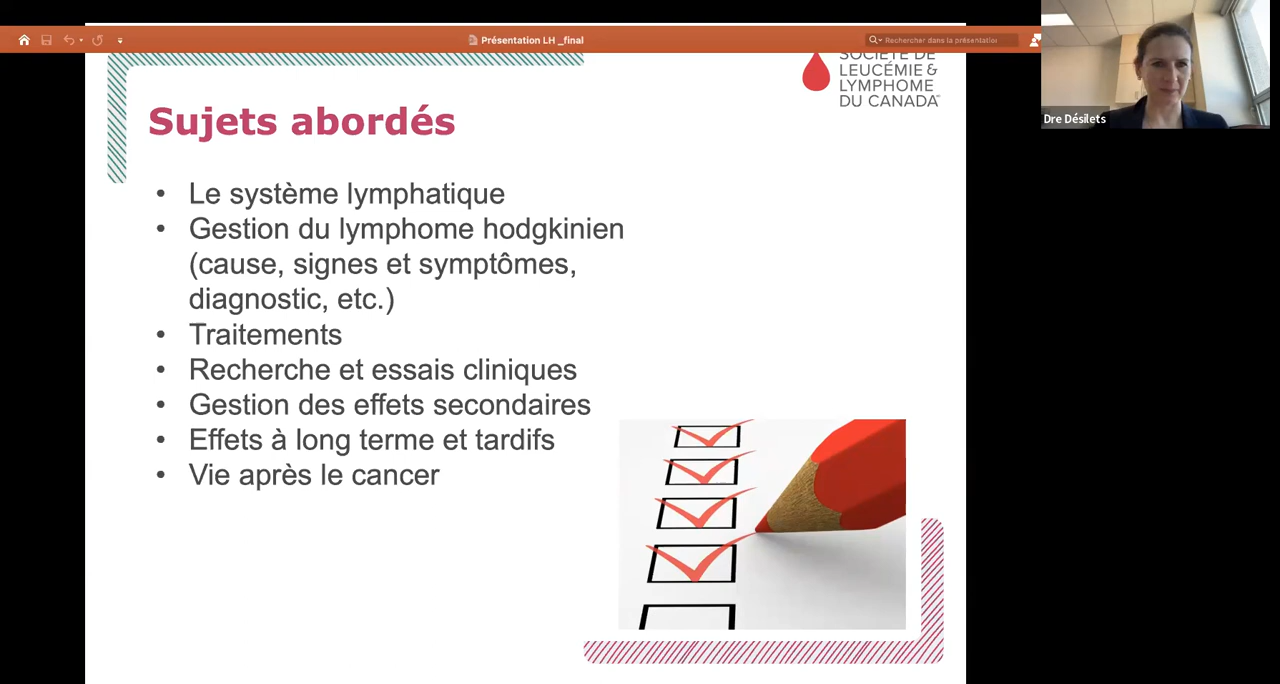 Présentation LH _final
Rechercher dans la présentation
SOCIÉTÉ DE
LEUCÉMIE &
LYMPHOME
DU CANADA
Dre Désilets
Sujets abordés
• Le système lymphatique
• Gestion du lymphome hodgkinien
(cause, signes et symptômes,
diagnostic, etc.)
• Traitements
• Recherche et essais cliniques
• Gestion des effets secondaires
• Effets à long terme et tardifs
• Vie après le cancer